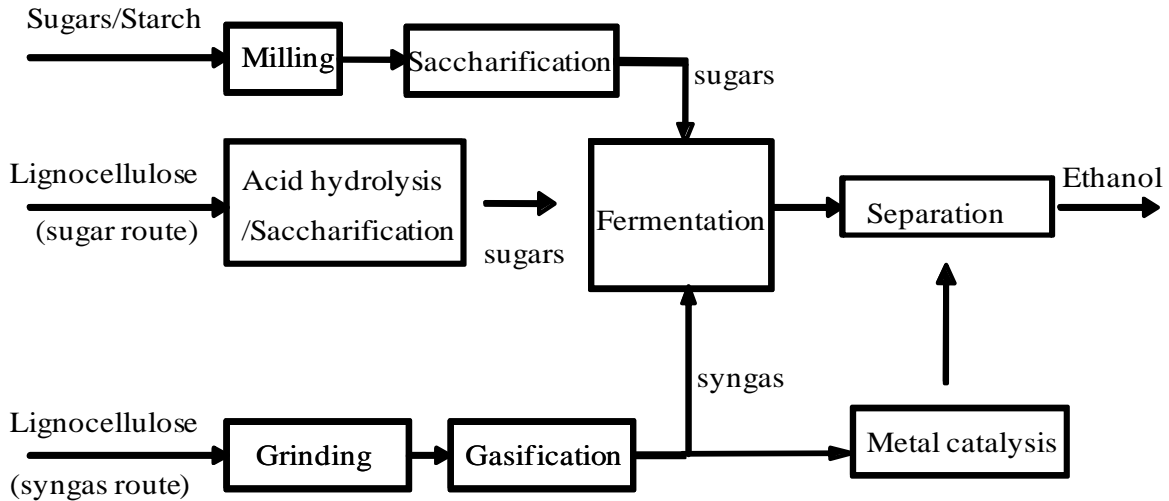 Sugars/Starch
Milling
Saccharification
sugars
Lignocellulose
(sugar route)
Acid hydrolysis
/Saccharification
sugars
Fermentation
Separation
Ethanol
syngas
Lignocellulose
(syngas route)
Grinding
Gasification
Metal catalysis